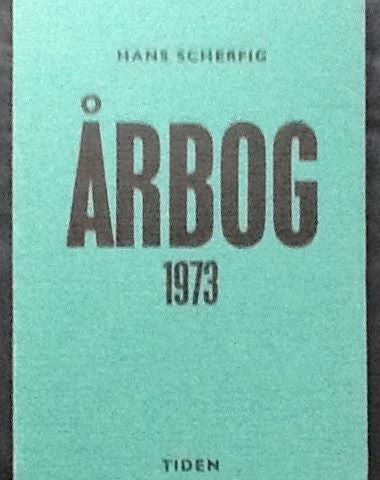 HANS SCHERFIG
ÅRBOG
1973
TIDEN